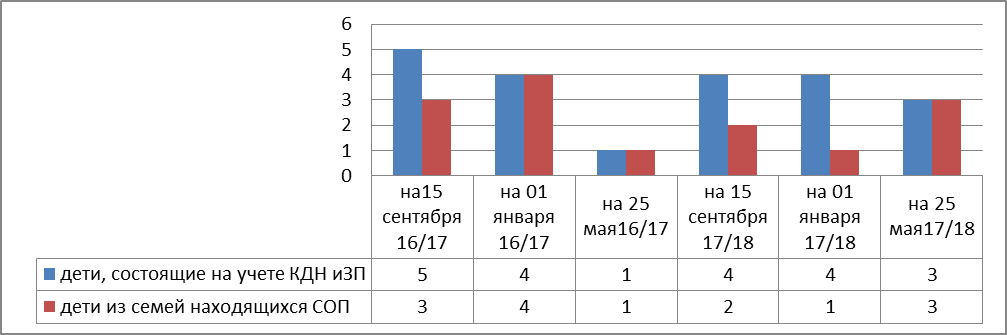 6
5
4
3
2
1
0
на15 сентября 16/17 на 01 января 16/17 на 25 мая16/17 на 15 сентября 17/18 на 01 января 17/18 на 25 мая17/18
дети, состоящие на учете КДН иЗП 5 4 1 4 4 3
дети из семей находящихся СОП 3 4 1 2 1 3